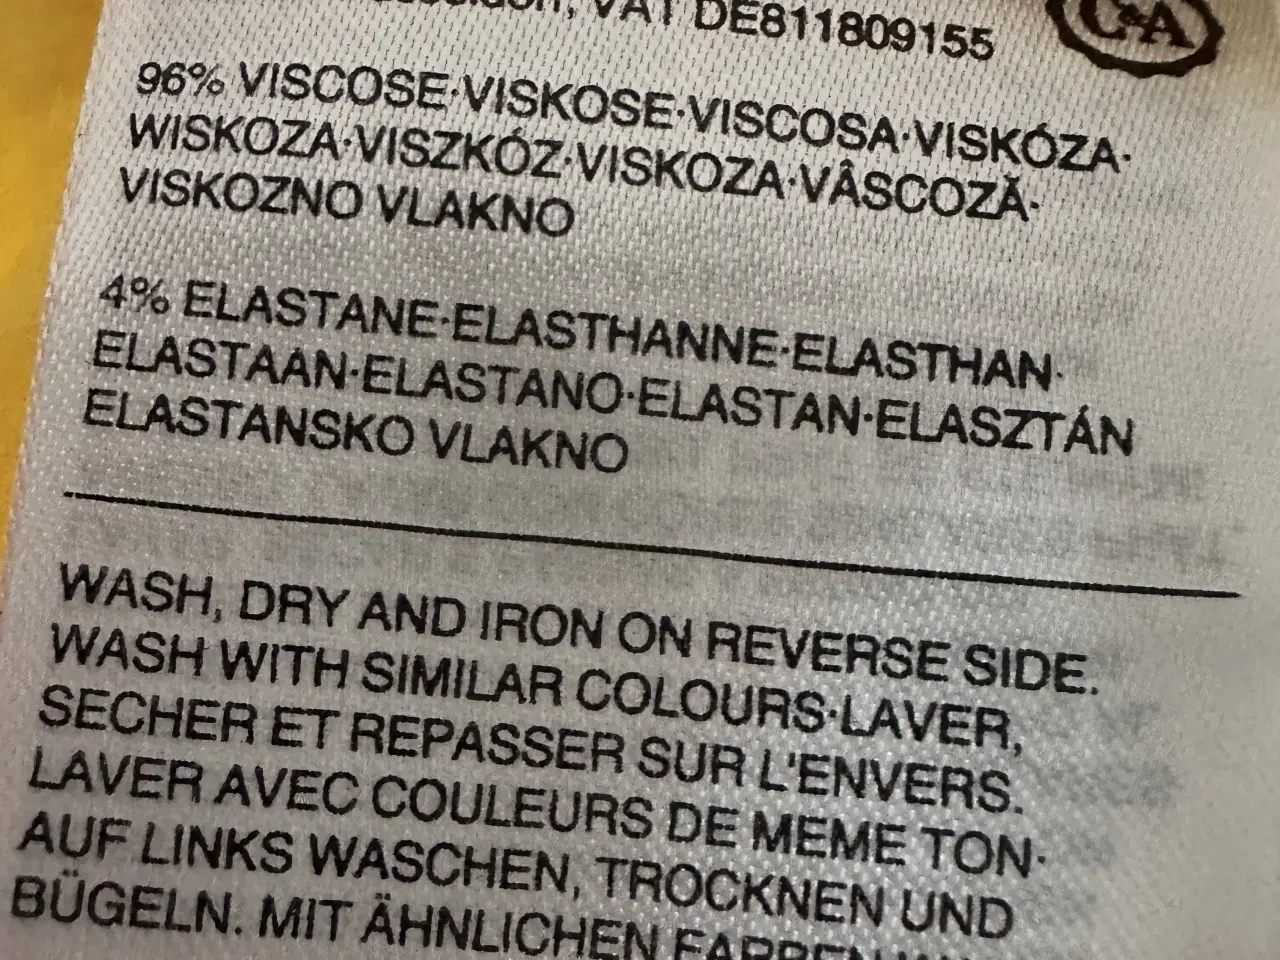 VAT DE811809155
C&A
96% VISCOSE·VISKOSE·VISCOSA·VISKÓZA·
WISKOZA·VISZKÓZ·VISKOZA·VÂSCOZĂ·
VISKOZNO VLAKNO
4% ELASTANE·ELASTHANNE·ELASTHAN·
ELASTAAN·ELASTANO·ELASTAN·ELASZTÁN
ELASTANSKO VLAKNO
WASH, DRY AND IRON ON REVERSE SIDE.
WASH WITH SIMILAR COLOURS·LAVER,
SECHER ET REPASSER SUR L'ENVERS.
LAVER AVEC COULEURS DE MEME TON·
AUF LINKS WASCHEN, TROCKNEN UND
BÜGELN. MIT ÄHNLICHEN FARBEN